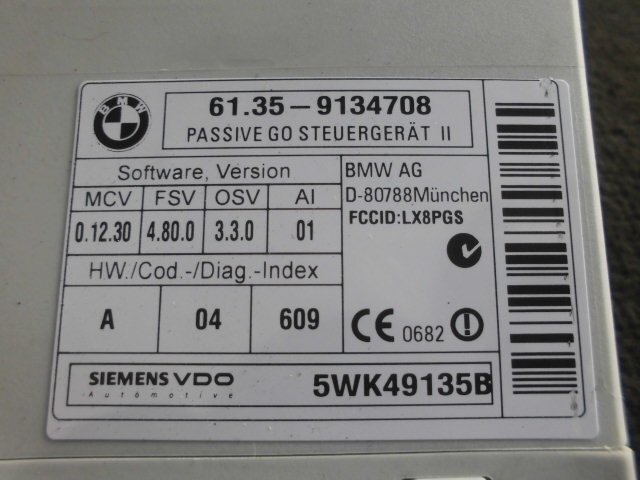 BMW
61.35-9134708
PASSIVE GO STEUERGERÄT II
Software, Version
MCV FSV OSV AI
0.12.30 4.80.0 3.3.0 01
HW./Cod.-/Diag.-Index
A 04 609
BMW AG
D-80788München
FCCID:LX8PGS
CE 0682
SIEMENS VDO
Automotive
5WK49135B